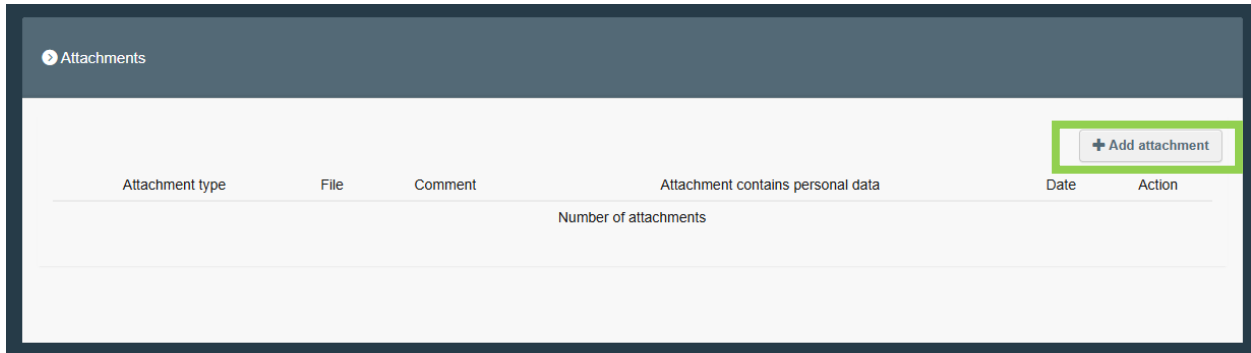 Attachments
+ Add attachment
Attachment type File Comment Attachment contains personal data Date Action
Number of attachments